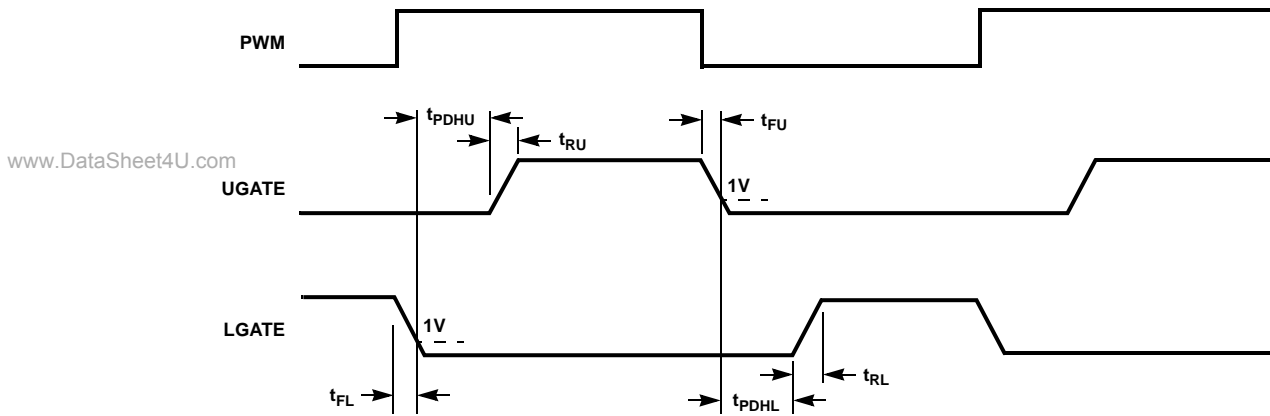 PWM
tPDHU
tFU
tRU
www.DataSheet4U.com
UGATE
1V
1V
LGATE
tRL
tFL
tPDHL